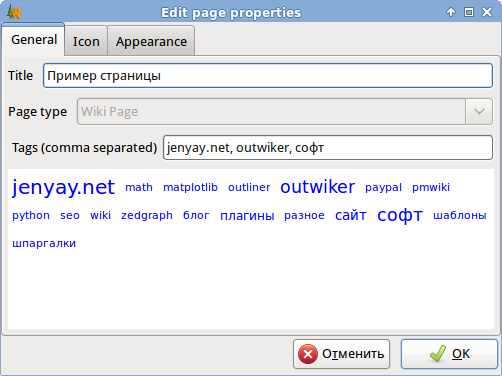 Edit page properties
General Icon Appearance
Title Пример страницы
Page type Wiki Page
Tags (comma separated) jenyay.net, outwiker, софт
jenyay.net math matplotlib outliner outwiker paypal pmwiki
python seo wiki zedgraph блог плагины разное сайт софт шаблоны
шпаргалки
Отменить OK